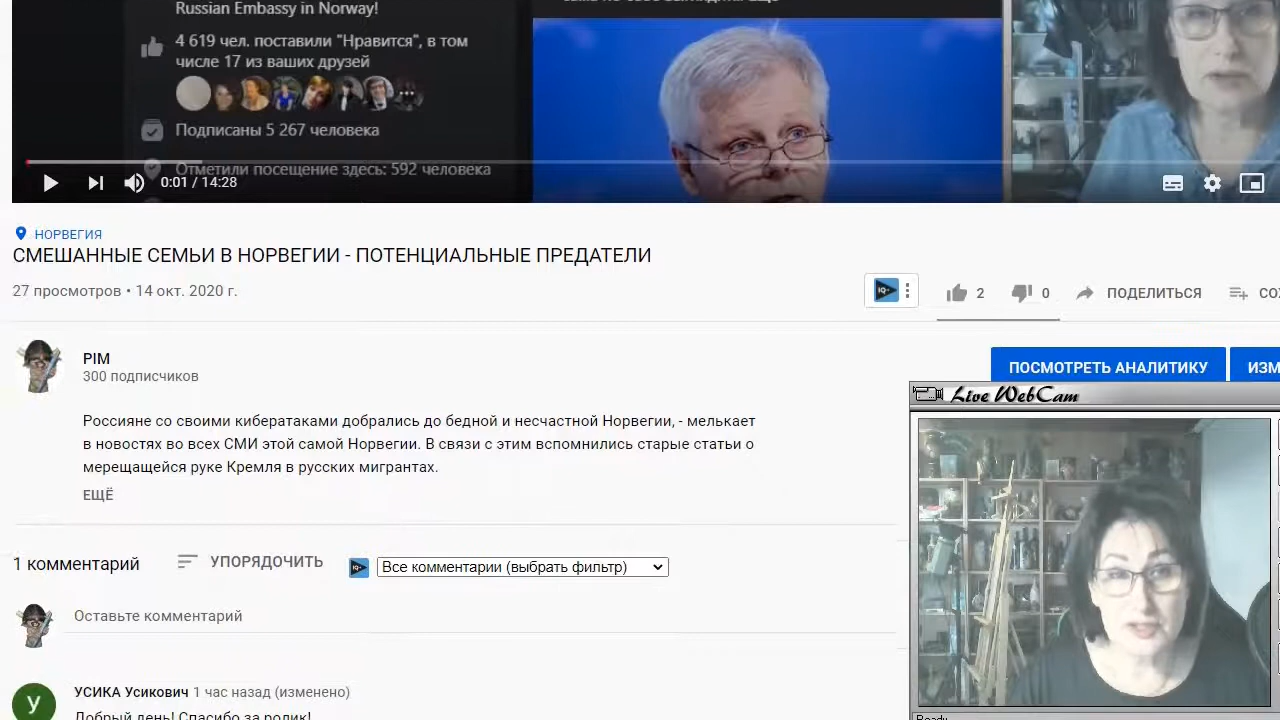 Russian Embassy in Norway!
4 619 чел. поставили "Нравится", в том
числе 17 из ваших друзей
Подписаны 5 267 человека
Отметили посещение здесь: 592 человека
0:01 / 14:28
НОРВЕГИЯ
СМЕШАННЫЕ СЕМЬИ В НОРВЕГИИ - ПОТЕНЦИАЛЬНЫЕ ПРЕДАТЕЛИ
27 просмотров • 14 окт. 2020 г.
IQ
2
0
ПОДЕЛИТЬСЯ
СО
PIM
300 подписчиков
ПОСМОТРЕТЬ АНАЛИТИКУ
ИЗМ
Live WebCam
Россияне со своими кибератаками добрались до бедной и несчастной Норвегии, - мелькает
в новостях во всех СМИ этой самой Норвегии. В связи с этим вспомнились старые статьи о
мерещащейся руке Кремля в русских мигрантах.
ЕЩЁ
1 комментарий
УПОРЯДОЧИТЬ
Все комментарии (выбрать фильтр)
Оставьте комментарий
У
УСИКА Усикович 1 час назад (изменено)
Добрый день! Спасибо за ролик!
Ready